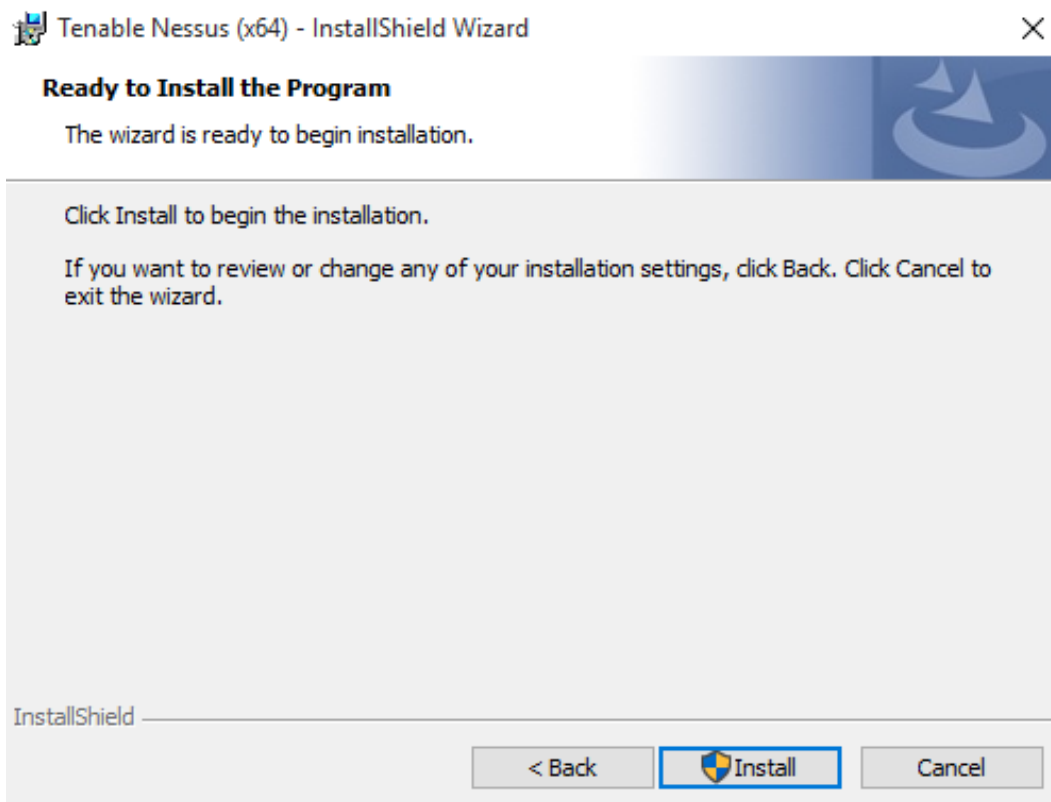 Tenable Nessus (x64) - InstallShield Wizard
Ready to Install the Program
The wizard is ready to begin installation.
Click Install to begin the installation.
If you want to review or change any of your installation settings, click Back. Click Cancel to
exit the wizard.
InstallShield
< Back
Install
Cancel